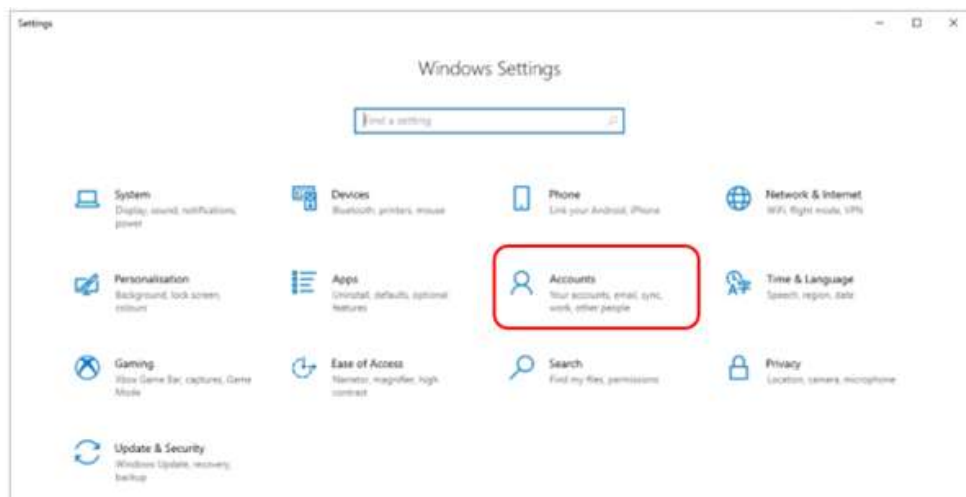 Settings
Windows Settings
Find a setting
System
Display, sound, notifications,
power
Devices
Bluetooth, printers, mouse
Phone
Link your Android, iPhone
Network & Internet
WiFi, flight mode, VPN
Personalisation
Background, lock screen,
colours
Apps
Uninstall, defaults, optional
features
Accounts
Your accounts, email, sync,
work, other people
Time & Language
Speech, region, date
Gaming
Xbox Game Bar, captures, Game
Mode
Ease of Access
Narrator, magnifier, high
contrast
Search
Find my files, permissions
Privacy
Location, camera, microphone
Update & Security
Windows Update, recovery,
backup